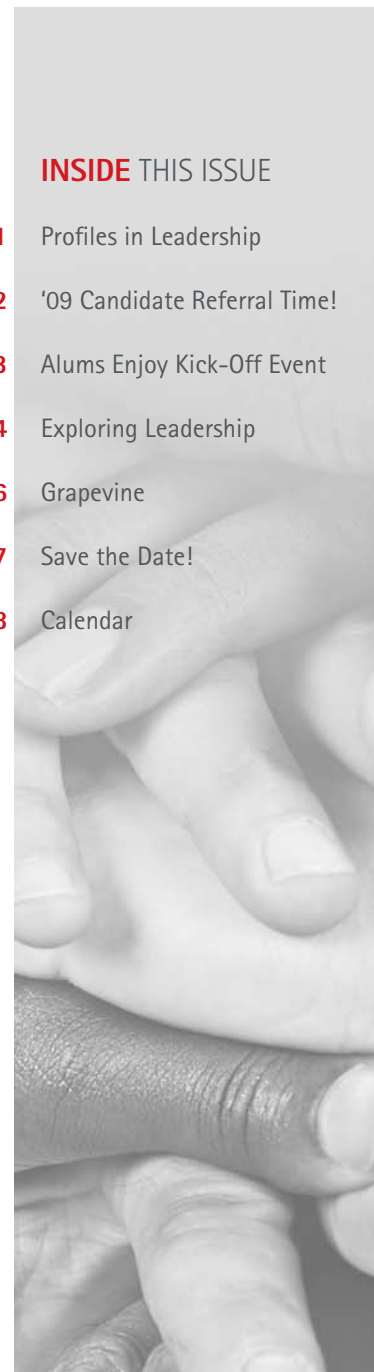 INSIDE THIS ISSUE
1 Profiles in Leadership
2 ‘09 Candidate Referral Time!
3 Alums Enjoy Kick-Off Event
4 Exploring Leadership
6 Grapevine
7 Save the Date!
8 Calendar